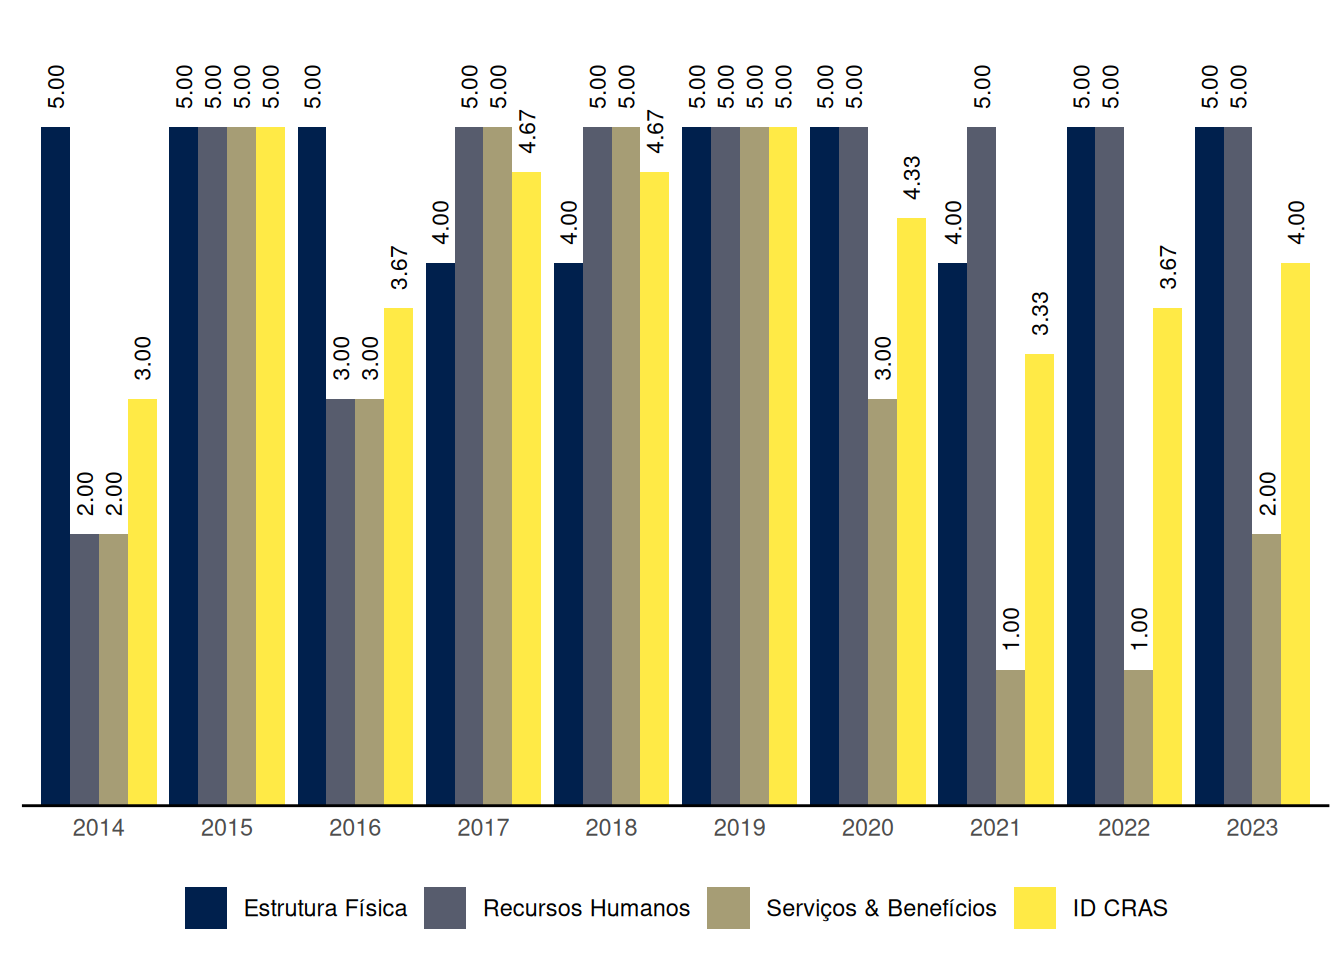 5.00 2.00 2.00 3.00
5.00 5.00 5.00 5.00
5.00 3.00 3.00 3.67
4.00 5.00 5.00 4.67
4.00 5.00 5.00 4.67
5.00 5.00 5.00 5.00
5.00 5.00 3.00 4.33
4.00 5.00 1.00 3.33
5.00 5.00 1.00 3.67
5.00 5.00 2.00 4.00
2014 2015 2016 2017 2018 2019 2020 2021 2022 2023
Estrutura Física Recursos Humanos Serviços & Benefícios ID CRAS